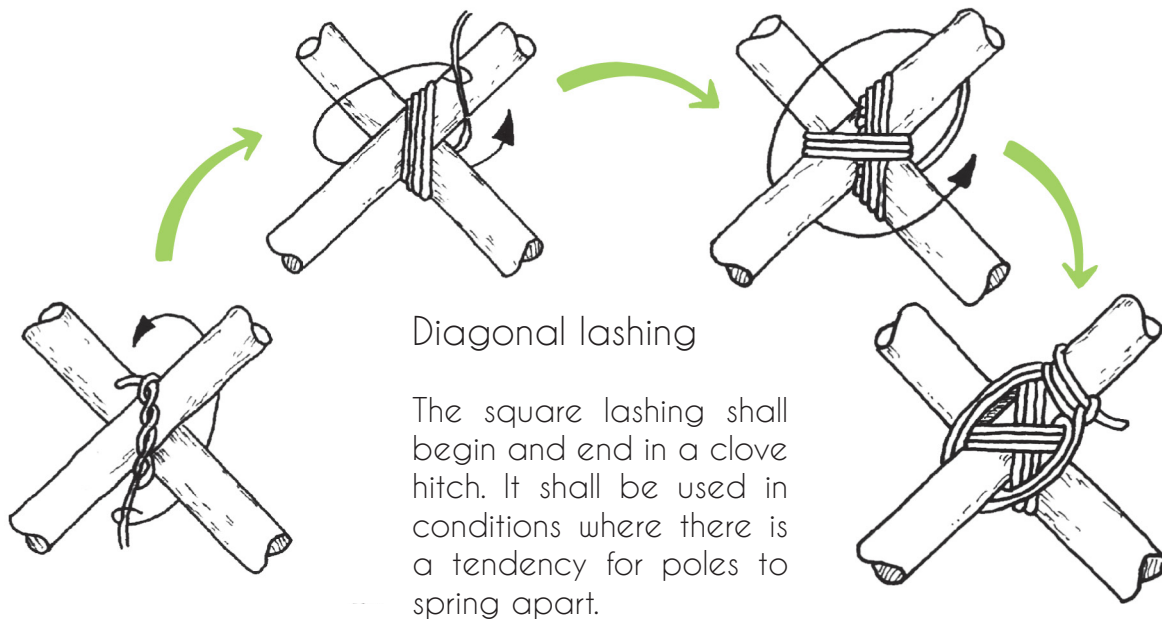 Diagonal lashing
The square lashing shall
begin and end in a clove
hitch. It shall be used in
conditions where there is
a tendency for poles to
spring apart.